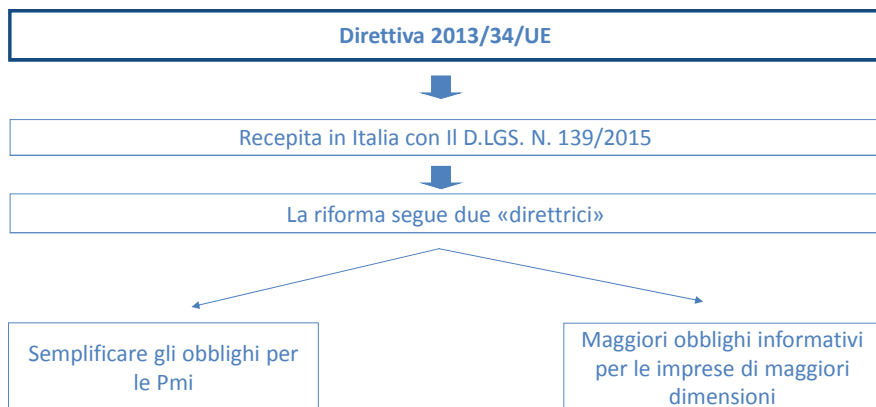 Direttiva 2013/34/UE
Recepita in Italia con Il D.LGS. N. 139/2015
La riforma segue due «direttrici»
Semplificare gli obblighi per
le Pmi
Maggiori obblighi informativi
per le imprese di maggiori
dimensioni